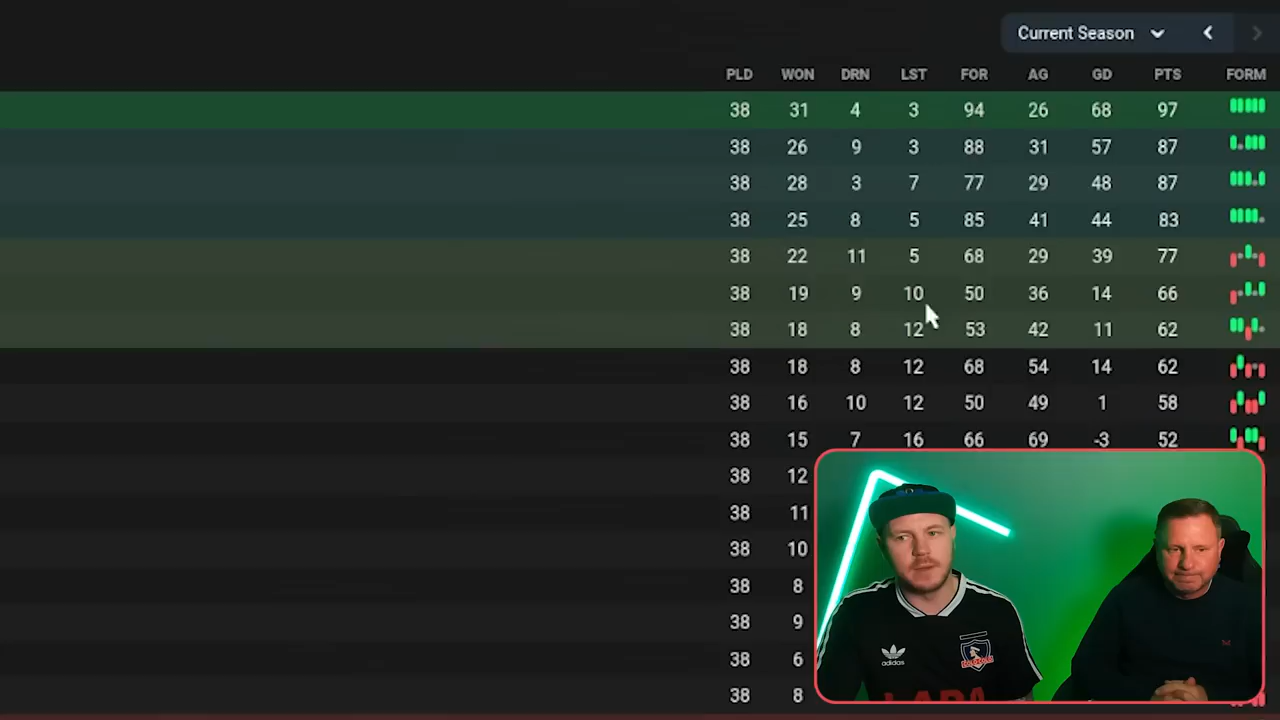 Current Season
PLD WON DRN LST FOR AG GD PTS FORM
38 31 4 3 94 26 68 97
38 26 9 3 88 31 57 87
38 28 3 7 77 29 48 87
38 25 8 5 85 41 44 83
38 22 11 5 68 29 39 77
38 19 9 10 50 36 14 66
38 18 8 12 53 42 11 62
38 18 8 12 68 54 14 62
38 16 10 12 50 49 1 58
38 15 7 16 66 69 -3 52
38 12
38 11
38 10
38 8
38 9
38 6
38 8
adidas